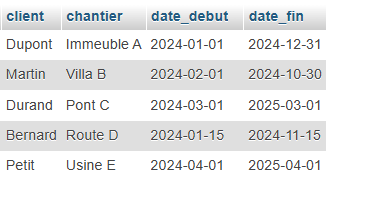 client chantier date_debut date_fin
Dupont Immeuble A 2024-01-01 2024-12-31
Martin Villa B 2024-02-01 2024-10-30
Durand Pont C 2024-03-01 2025-03-01
Bernard Route D 2024-01-15 2024-11-15
Petit Usine E 2024-04-01 2025-04-01